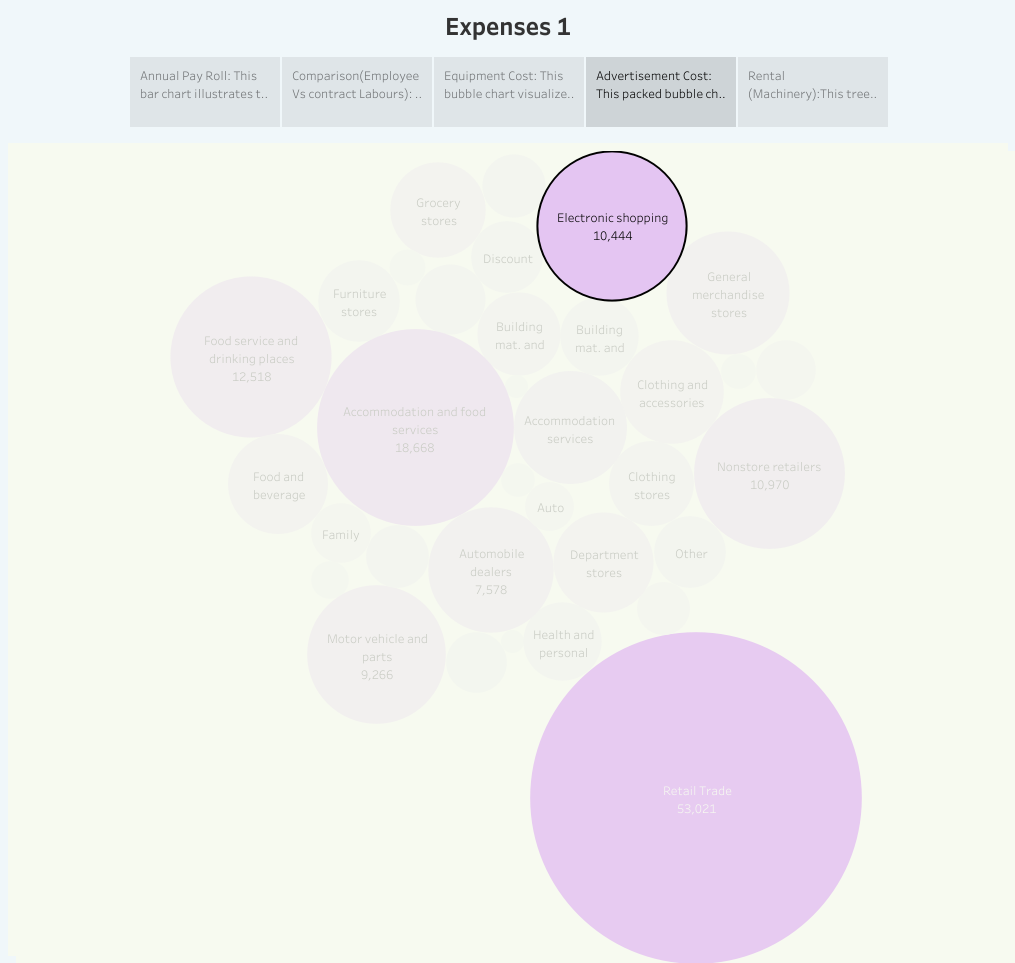 Expenses 1
Annual Pay Roll: This
bar chart illustrates t..
Comparison(Employee
Vs contract Labours): ..
Equipment Cost: This
bubble chart visualize..
Advertisement Cost:
This packed bubble ch..
Rental
(Machinery):This tree..
Grocery
stores
Electronic shopping
10,444
Discount
General
merchandise
stores
Furniture
stores
Building
mat. and
Building
mat. and
Food service and
drinking places
12,518
Clothing and
accessories
Accommodation and food
services
18,668
Accommodation
services
Nonstore retailers
10,970
Food and
beverage
Clothing
stores
Auto
Family
Automobile
dealers
7,578
Department
stores
Other
Motor vehicle and
parts
9,266
Health and
personal
Retail Trade
53,021